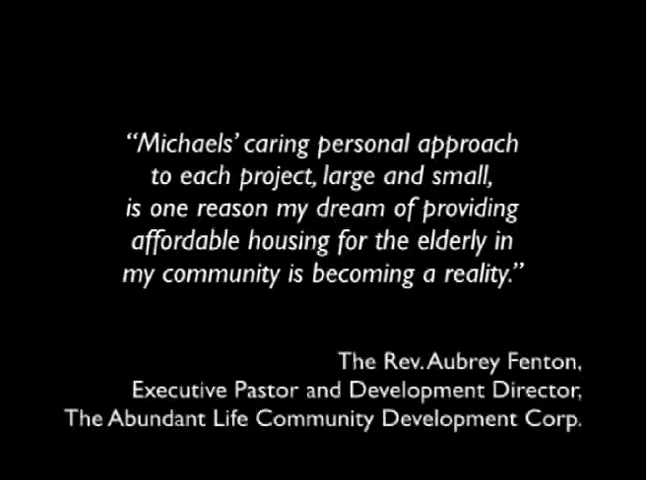 “Michaels’ caring personal approach
to each project, large and small,
is one reason my dream of providing
affordable housing for the elderly in
my community is becoming a reality.”
The Rev. Aubrey Fenton,
Executive Pastor and Development Director,
The Abundant Life Community Development Corp.